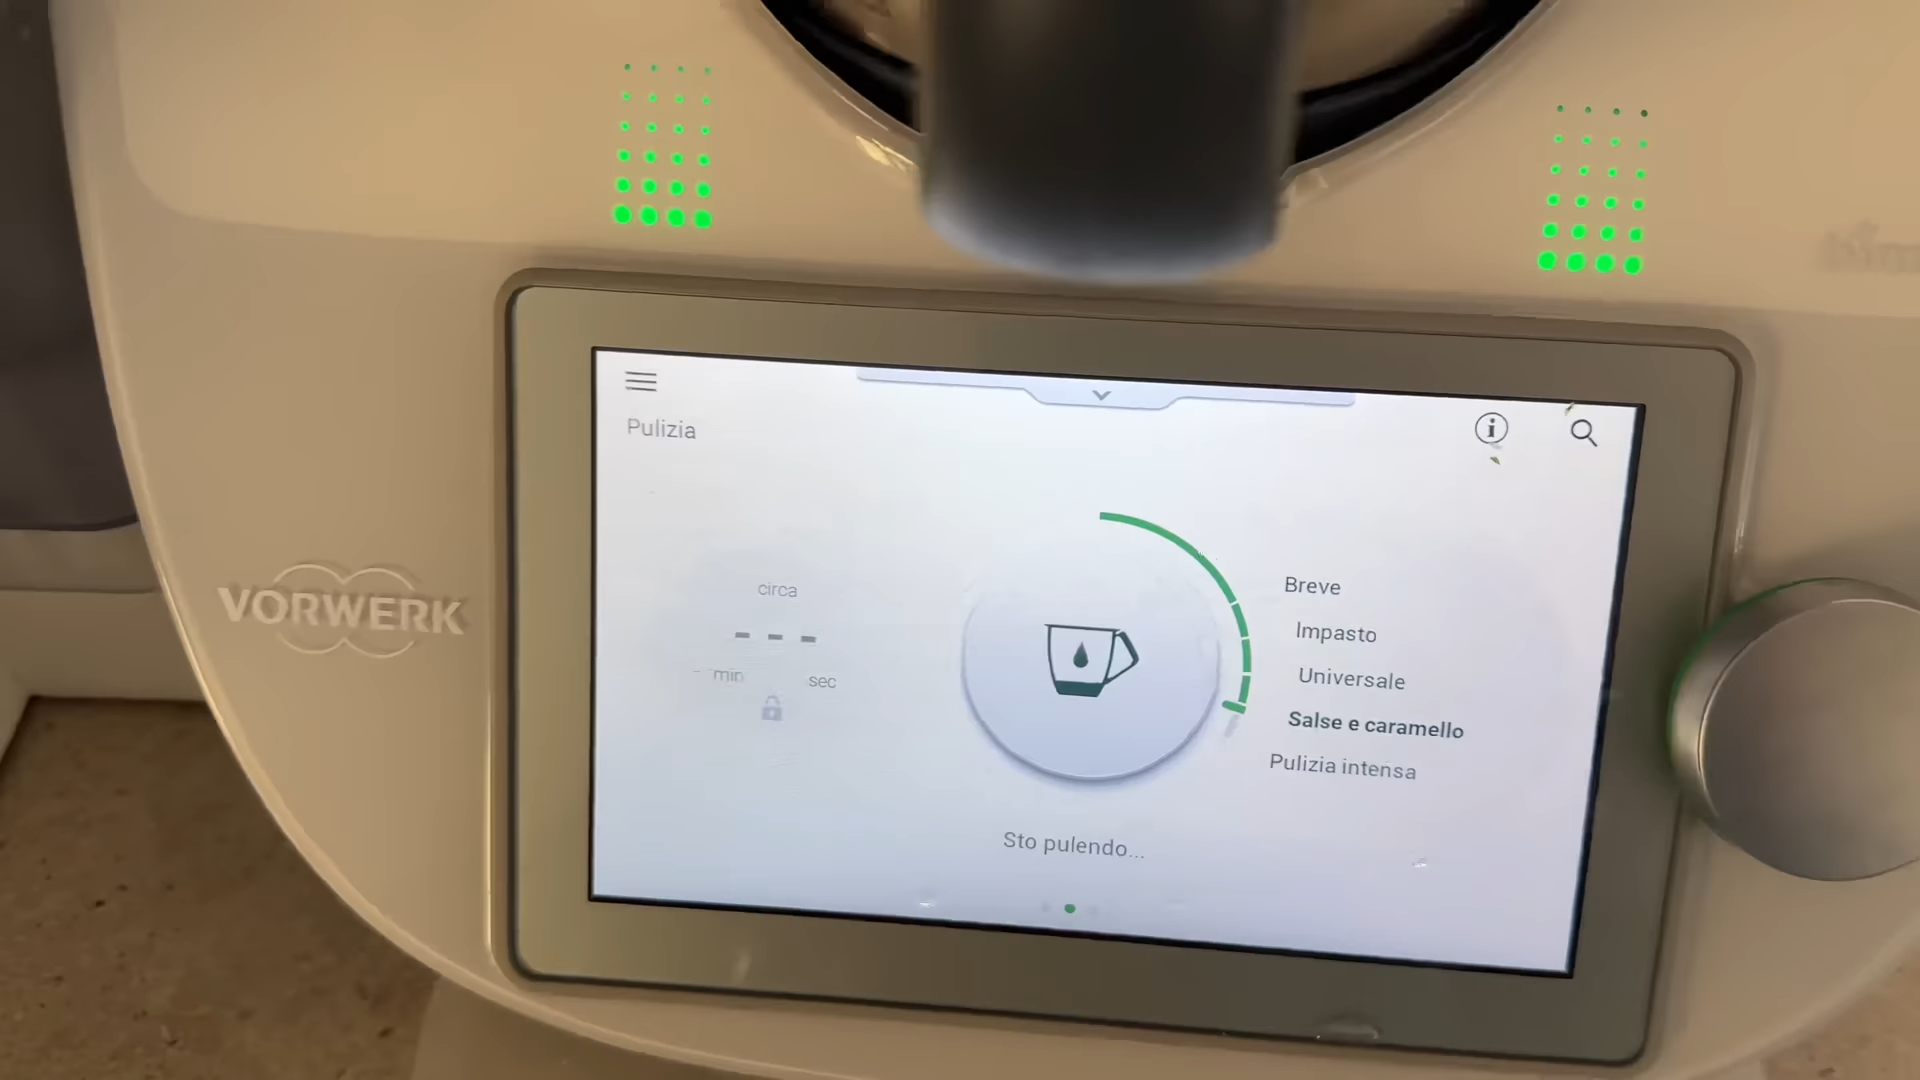 Pulizia
circa
min sec
Breve
Impasto
Universale
Salse e caramello
Pulizia intensa
Sto pulendo...
VORWERK